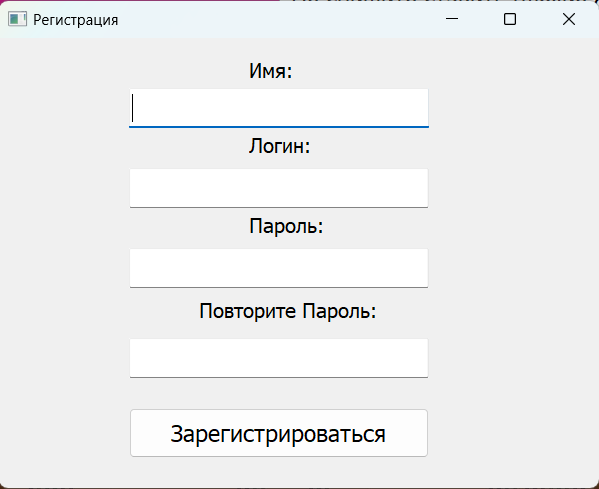 Регистрация
Имя:
Логин:
Пароль:
Повторите Пароль:
Зарегистрироваться